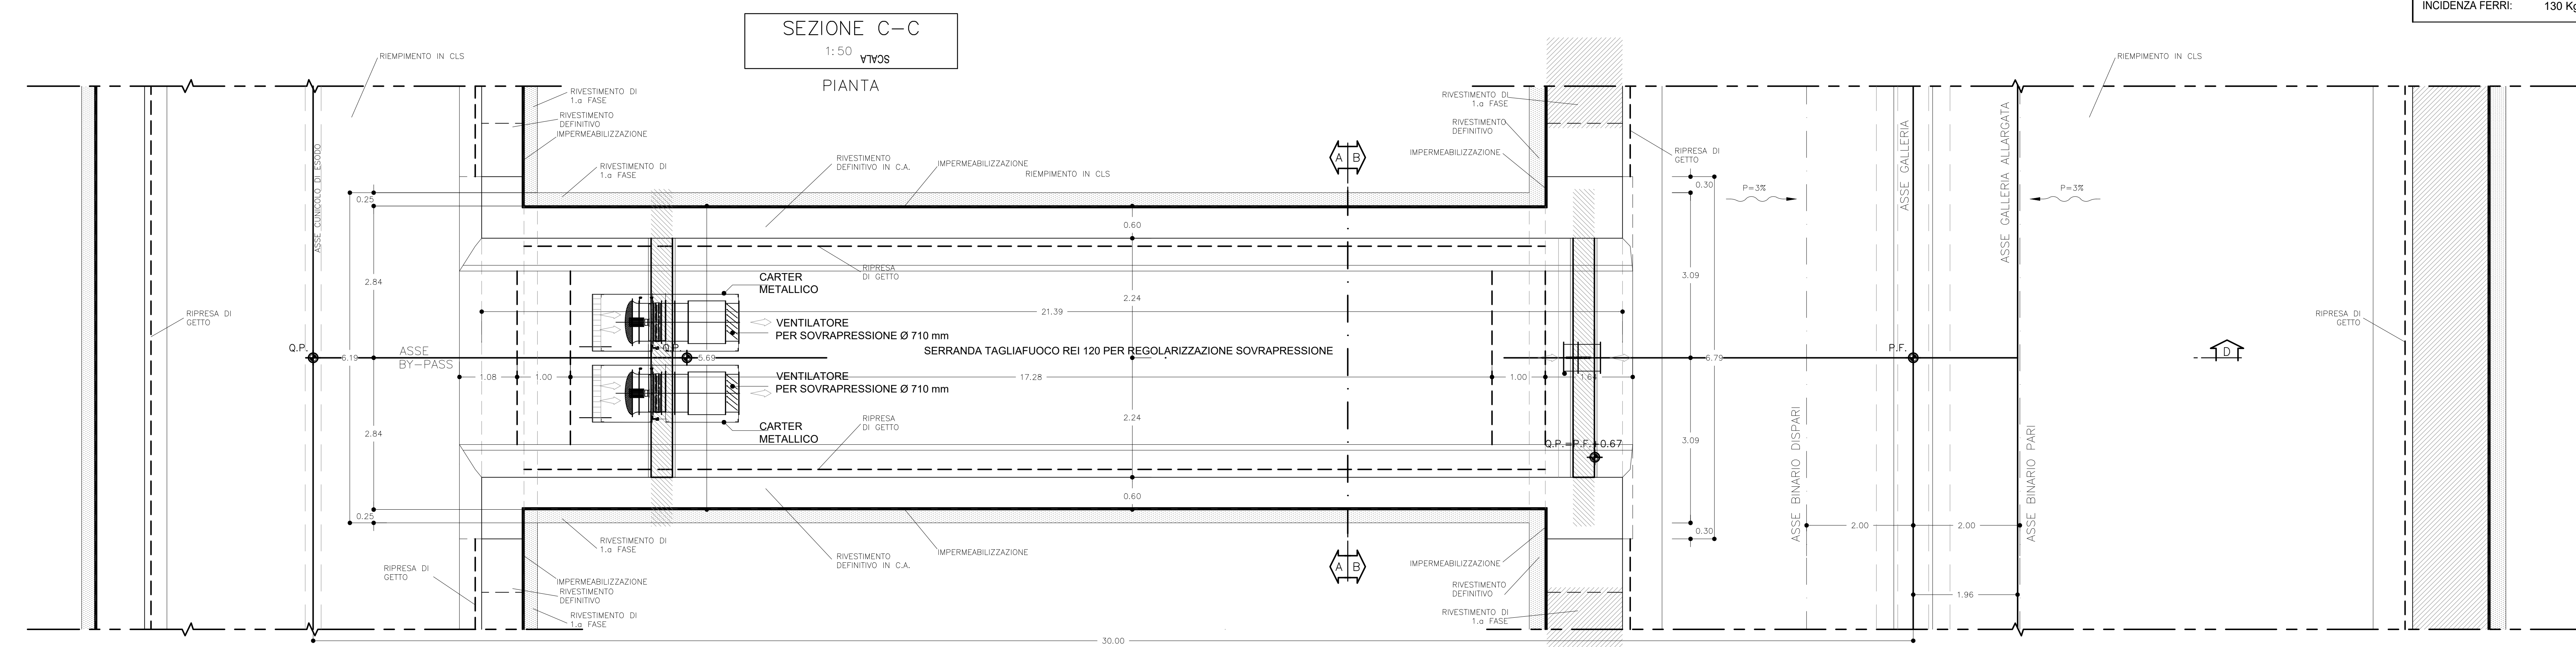 INCIDENZA FERRI: 130 Kg
SEZIONE C-C
1:50 SCALA
PIANTA
RIEMPIMENTO IN CLS
RIVESTIMENTO DI
1.a FASE
RIVESTIMENTO
DEFINITIVO
IMPERMEABILIZZAZIONE
RIVESTIMENTO DI
1.a FASE
RIVESTIMENTO
DEFINITIVO IN C.A.
IMPERMEABILIZZAZIONE
RIEMPIMENTO IN CLS
A B
RIVESTIMENTO DI
1.a FASE
RIVESTIMENTO
DEFINITIVO
IMPERMEABILIZZAZIONE
RIPRESA DI
GETTO
RIEMPIMENTO IN CLS
ASSE CUNICOLO DI ESODO
ASSE GALLERIA
ASSE GALLERIA ALLARGATA
P=3%
P=3%
0.25
0.30
0.60
2.84
3.09
2.24
RIPRESA
DI GETTO
CARTER
METALLICO
21.39
RIPRESA DI
GETTO
VENTILATORE
PER SOVRAPRESSIONE Ø 710 mm
RIPRESA DI
GETTO
Q.P.
6.19
ASSE
BY-PASS
Q.P.
5.69
SERRANDA TAGLIAFUOCO REI 120 PER REGOLARIZZAZIONE SOVRAPRESSIONE
6.79
P.F.
D
1.08
1.00
VENTILATORE
PER SOVRAPRESSIONE Ø 710 mm
17.28
1.00
1.64
2.84
2.24
3.09
RIPRESA
DI GETTO
CARTER
METALLICO
Q.P.=P.F.+0.67
ASSE BINARIO DISPARI
ASSE BINARIO PARI
0.25
0.60
0.30
2.00
2.00
RIVESTIMENTO DI
1.a FASE
RIVESTIMENTO
DEFINITIVO IN C.A.
IMPERMEABILIZZAZIONE
A B
IMPERMEABILIZZAZIONE
RIPRESA DI
GETTO
IMPERMEABILIZZAZIONE
RIVESTIMENTO
DEFINITIVO
RIVESTIMENTO DI
1.a FASE
RIVESTIMENTO
DEFINITIVO
RIVESTIMENTO DI
1.a FASE
1.96
30.00